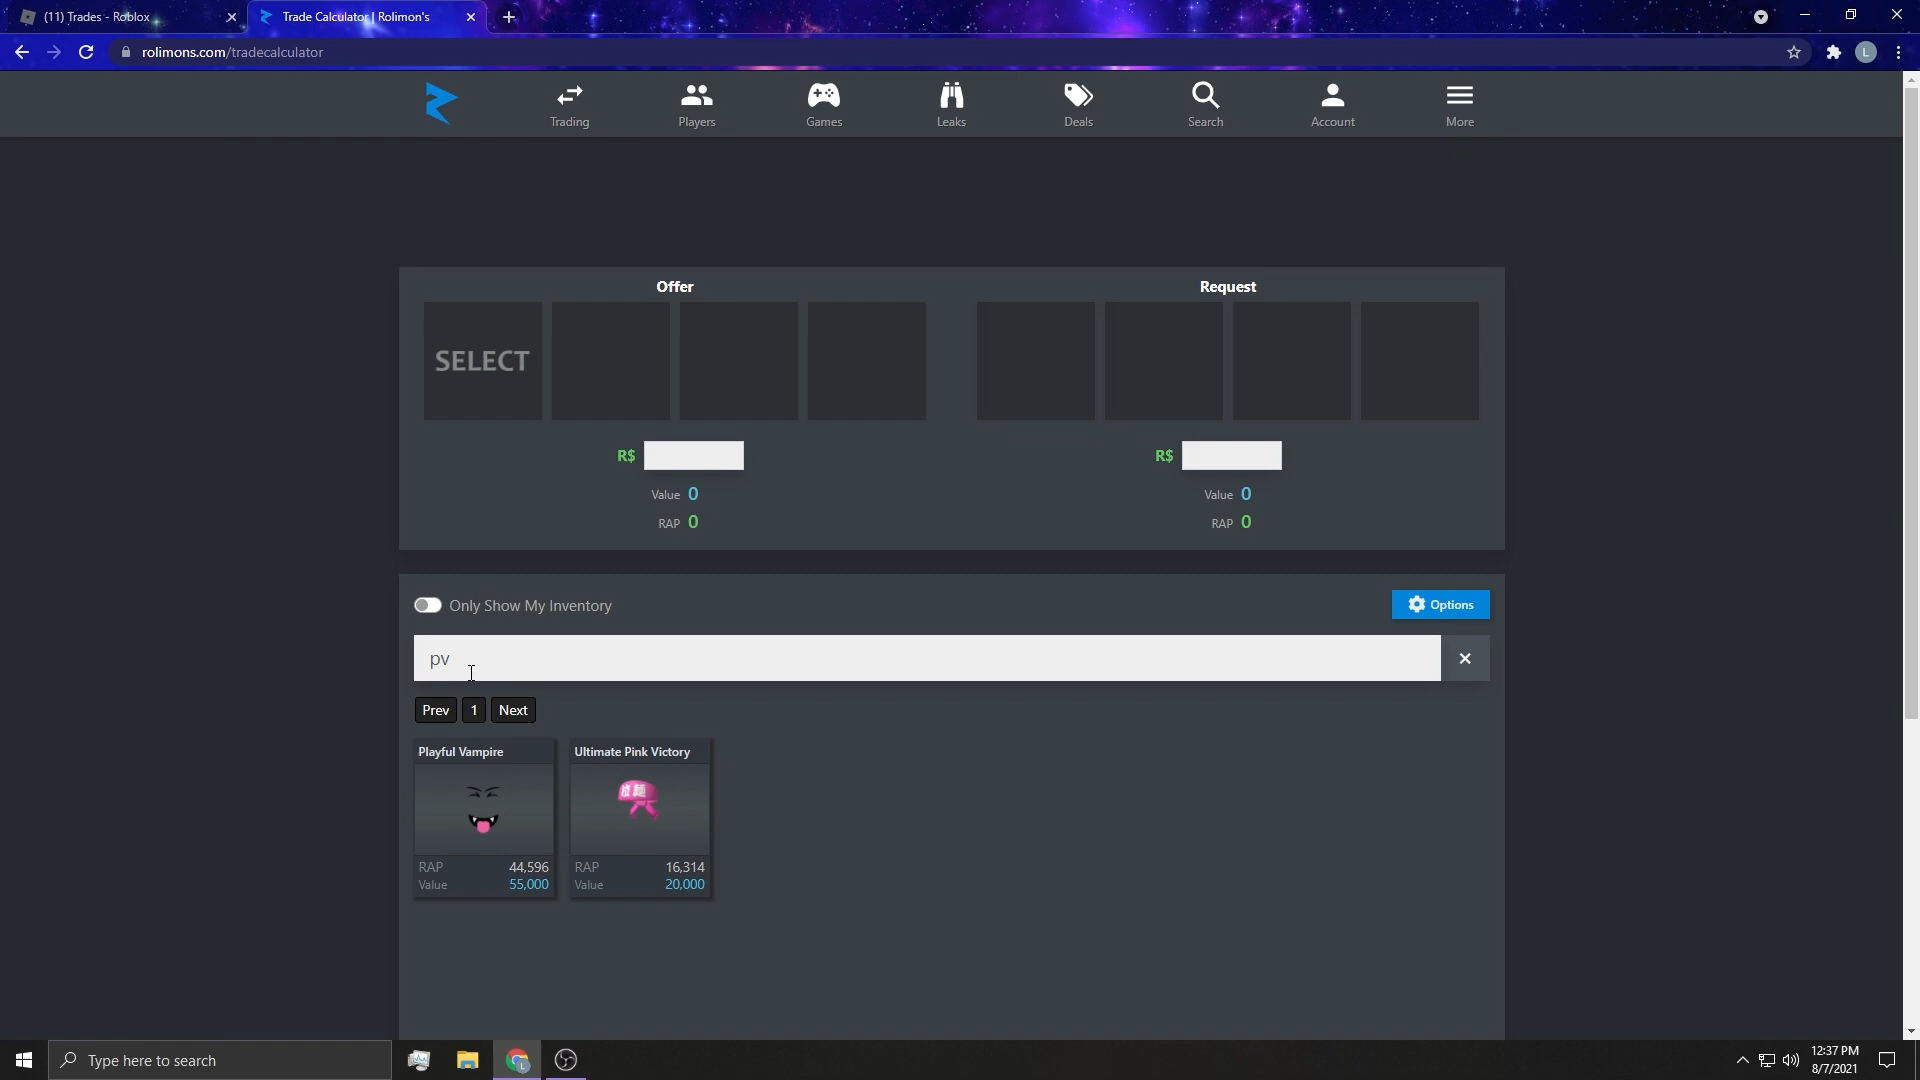 (11) Trades - Roblox
Trade Calculator | Rolimon's
rolimons.com/tradecalculator
L
Trading
Players
Games
Leaks
Deals
Search
Account
More
Offer
Request
SELECT
R$
R$
Value 0
Value 0
RAP 0
RAP 0
Only Show My Inventory
Options
pv
Prev 1 Next
Playful Vampire
Ultimate Pink Victory
RAP 44,596
RAP 16,314
Value 55,000
Value 20,000
Type here to search
L
12:37 PM
8/7/2021